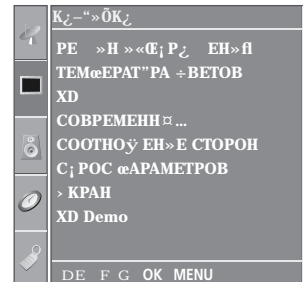 K¿–“»ÕK¿
PE »H »«Œ¡ P¿ EH»fl
TEMœEPAT"PA ÷BETOB
XD
COBPEMEHH¤...
COOTHOÿ EH»E CTOPOH
C¡ POC œAPAMETPOB
› KPAH
XD Demo
DE F G OK MENU